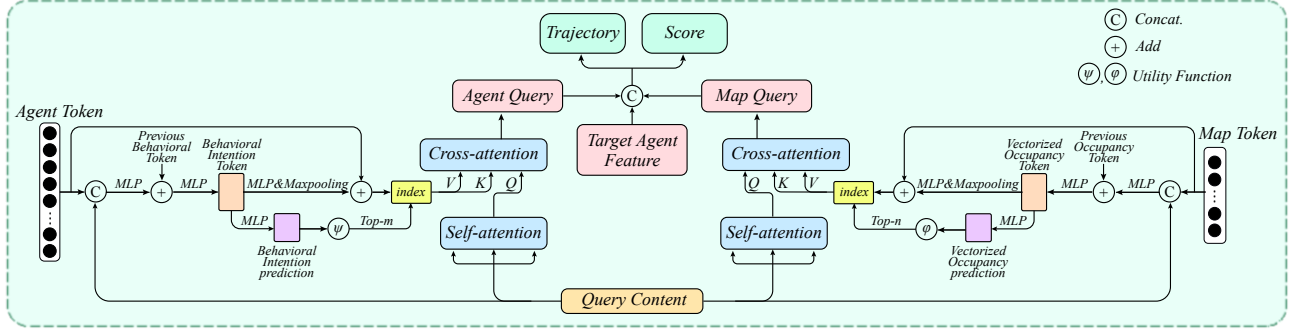 Trajectory
Score
C Concat.
+ Add
ψ , φ Utility Function
Agent Query
C
Map Query
Agent Token
Map Token
Target Agent
Feature
Previous
Behavioral
Token
Behavioral
Intention
Token
Cross-attention
Cross-attention
Vectorized
Occupancy
Token
Previous
Occupancy
Token
C
MLP
+
MLP
MLP&Maxpooling
+
index
V
K
Q
Q
K
V
index
+
MLP&Maxpooling
MLP
+
MLP
C
MLP
ψ
Top-m
Self-attention
Self-attention
Top-n
φ
MLP
Behavioral
Intention
prediction
Vectorized
Occupancy
prediction
Query Content